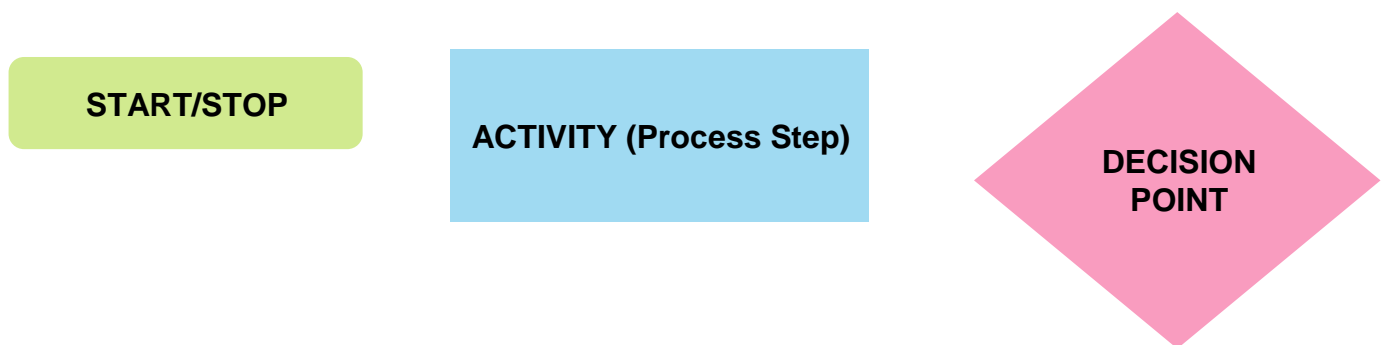 START/STOP
ACTIVITY (Process Step)
DECISION
POINT